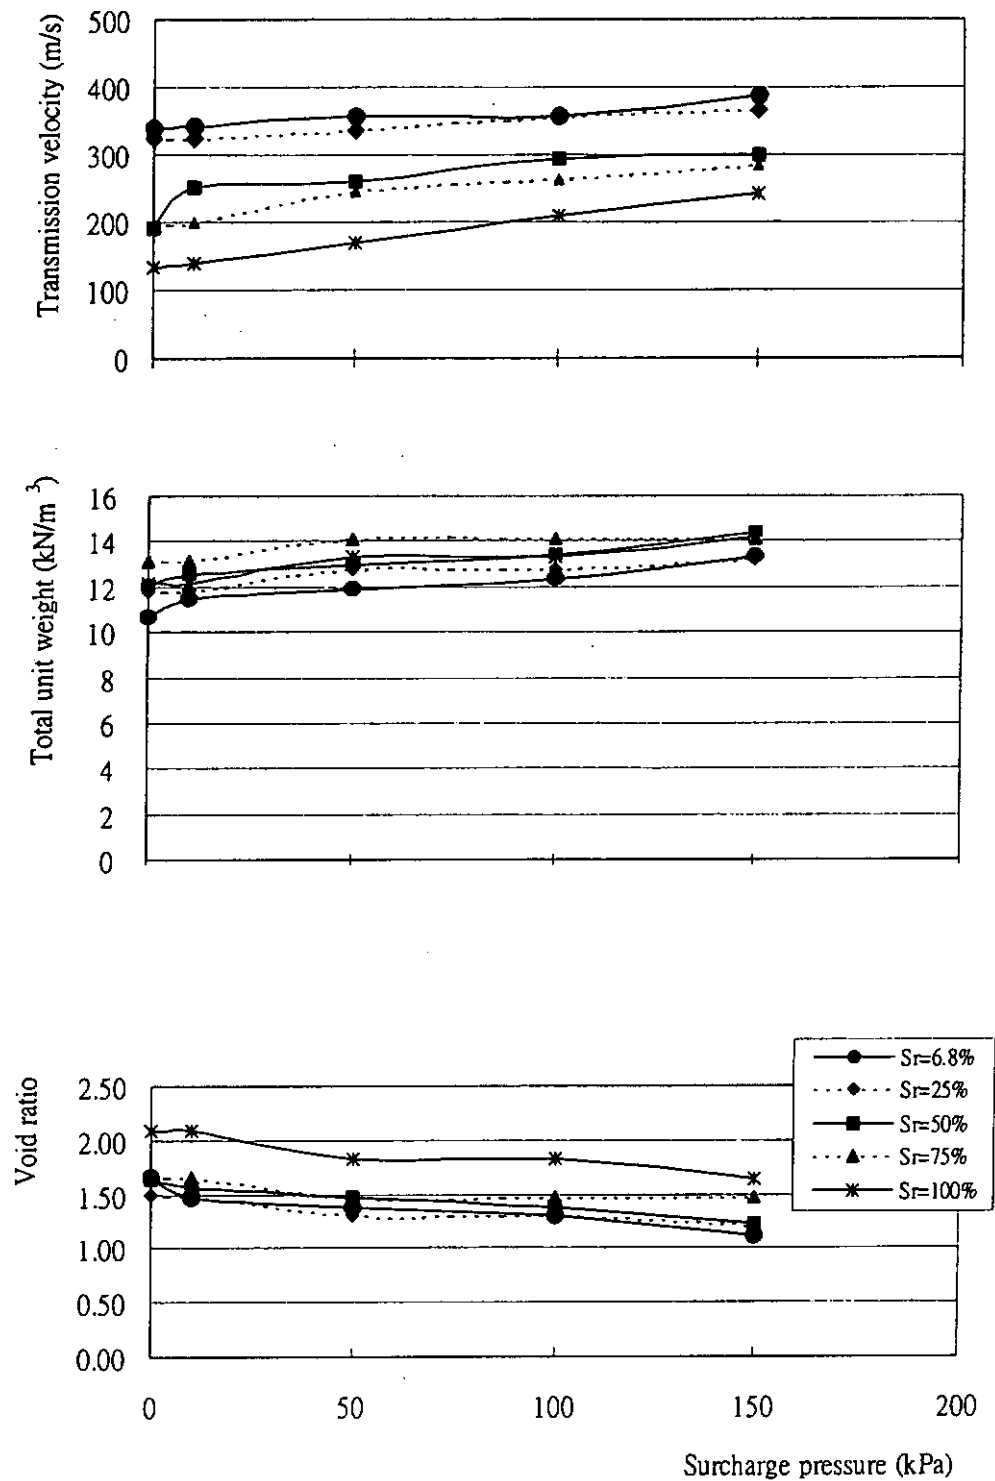 Transmission velocity (m/s)
500
400
300
200
100
0
Total unit weight (kN/m³)
16
14
12
10
8
6
4
2
0
Void ratio
2.50
2.00
1.50
1.00
0.50
0.00
Sr=6.8%
Sr=25%
Sr=50%
Sr=75%
Sr=100%
0 50 100 150 200
Surcharge pressure (kPa)